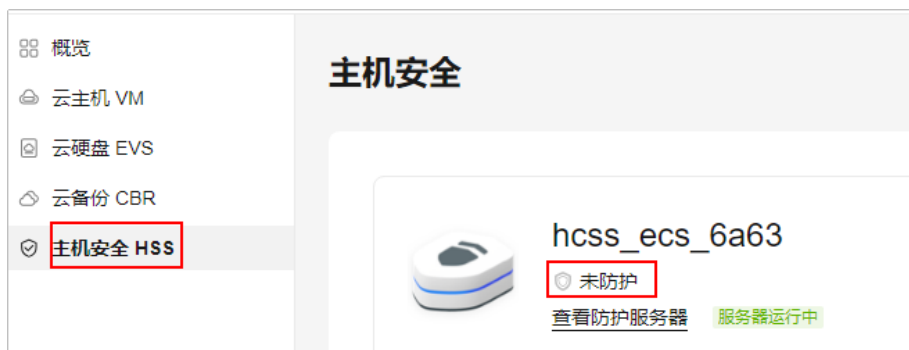 概览
云主机 VM
云硬盘 EVS
云备份 CBR
主机安全 HSS
主机安全
hcss_ecs_6a63
未防护
查看防护服务器 服务器运行中